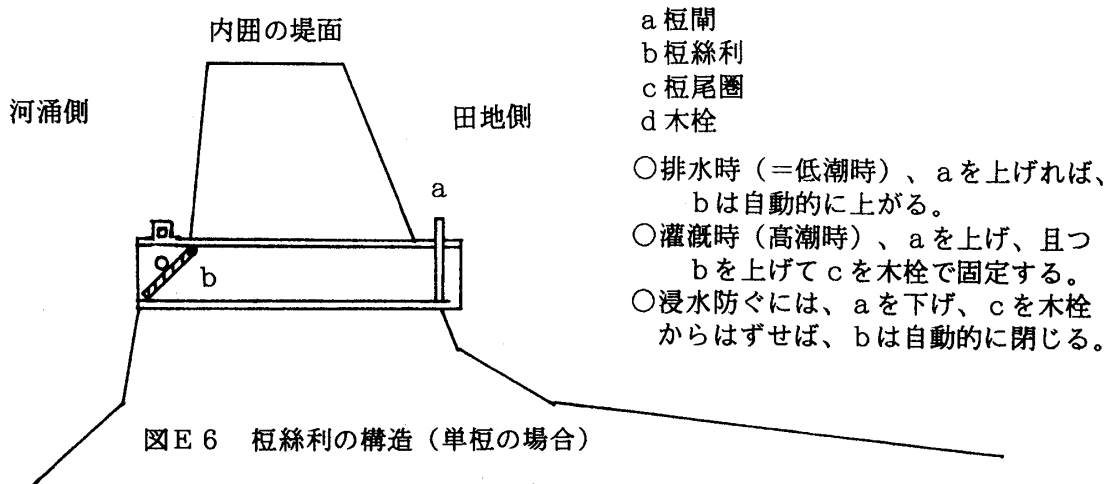 内囲の堤面
河涌側
田地側
a
b
a 桓閘
b 桓絲利
c 桓尾圏
d 木栓
○排水時（＝低潮時）、aを上げれば、
bは自動的に上がる。
○灌漑時（高潮時）、aを上げ、且つ
bを上げてcを木栓で固定する。
○浸水防ぐには、aを下げ、cを木栓
からはずせば、bは自動的に閉じる。
図E6 桓絲利の構造（単桓の場合）